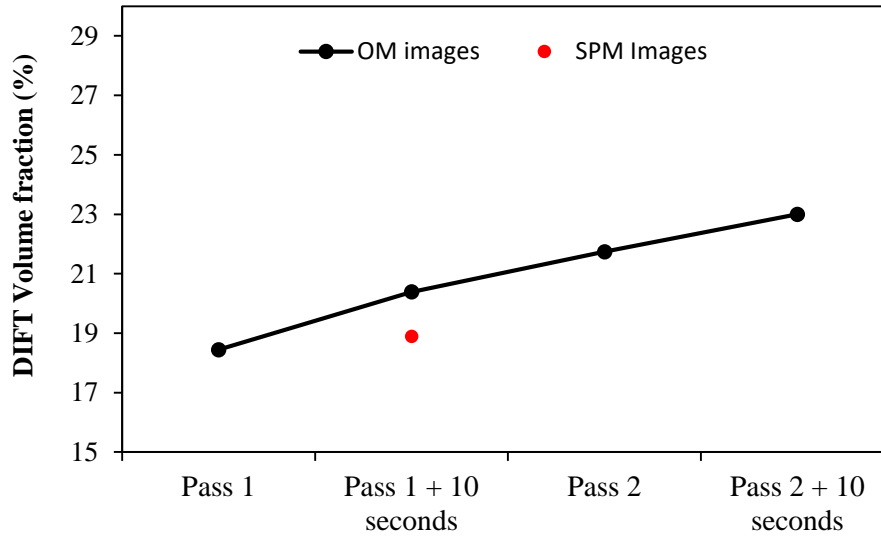 DIFT Volume fraction (%)
29
27
25
23
21
19
17
15
OM images
SPM Images
Pass 1
Pass 1 + 10
seconds
Pass 2
Pass 2 + 10
seconds